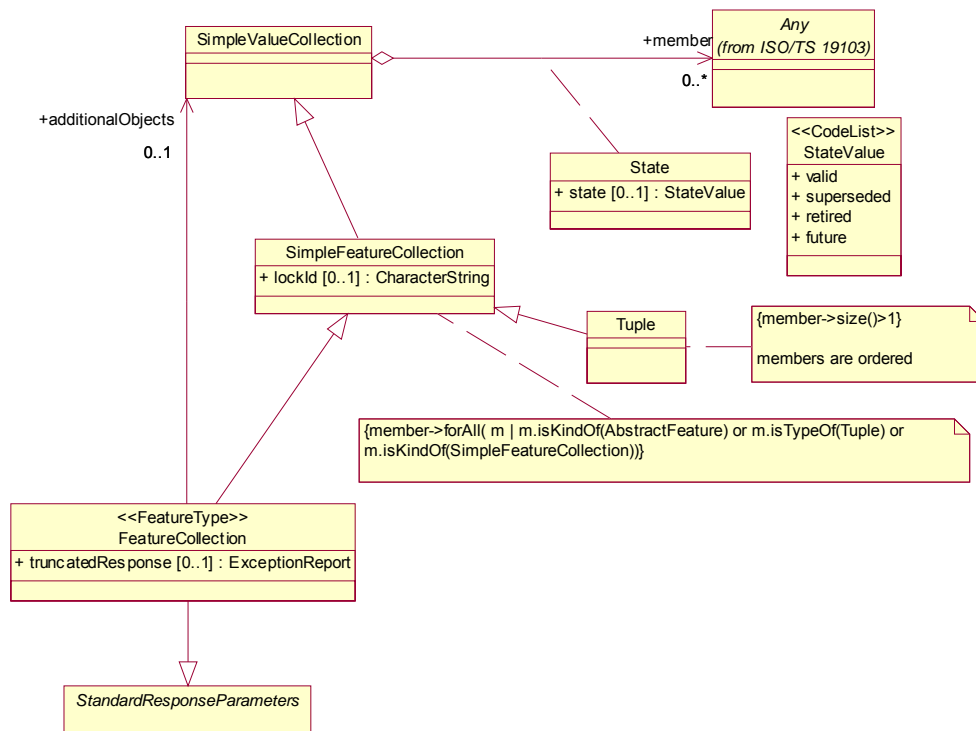 SimpleValueCollection
+member
0..*
Any
(from ISO/TS 19103)
+additionalObjects
0..1
State
+ state [0..1] : StateValue
<<CodeList>>
StateValue
+ valid
+ superseded
+ retired
+ future
SimpleFeatureCollection
+ lockId [0..1] : CharacterString
Tuple
{member->size()>1}
members are ordered
{member->forAll( m | m.isKindOf(AbstractFeature) or m.isTypeOf(Tuple) or
m.isKindOf(SimpleFeatureCollection))}
<<FeatureType>>
FeatureCollection
+ truncatedResponse [0..1] : ExceptionReport
StandardResponseParameters